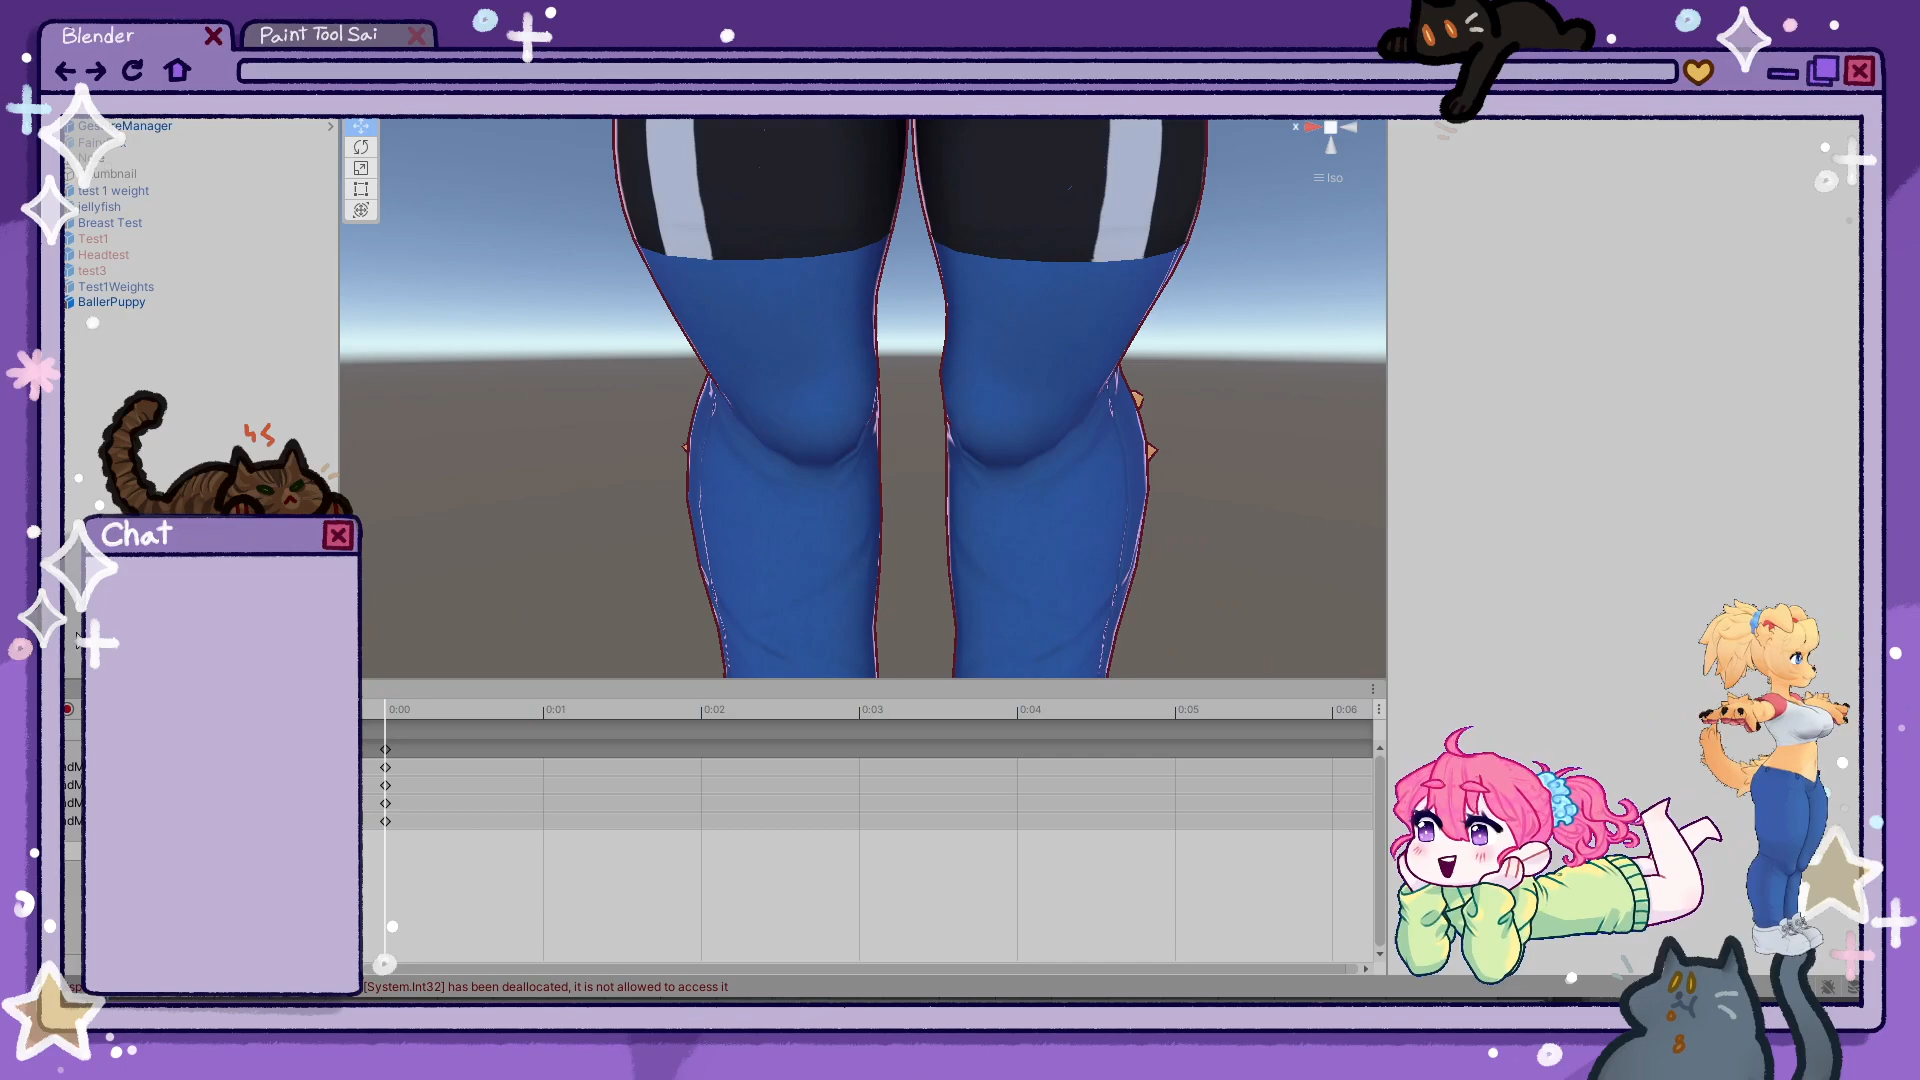 Blender
Paint Tool Sai
GestureManager
x
Iso
test 1 weight
jellyfish
Breast Test
Test1
Headtest
test3
Test1Weights
BallerPuppy
Chat
0:00
0:01
0:02
0:03
0:04
0:05
0:06
[System.Int32] has been deallocated, it is not allowed to access it